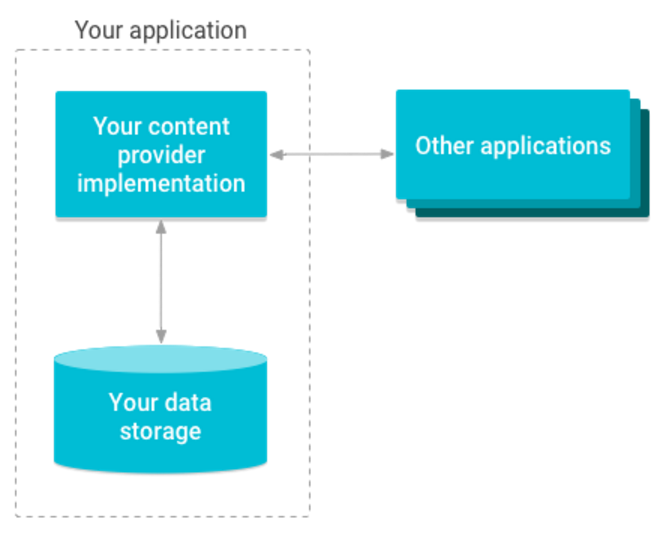 Your application
Your content
provider
implementation
Other applications
Your data
storage